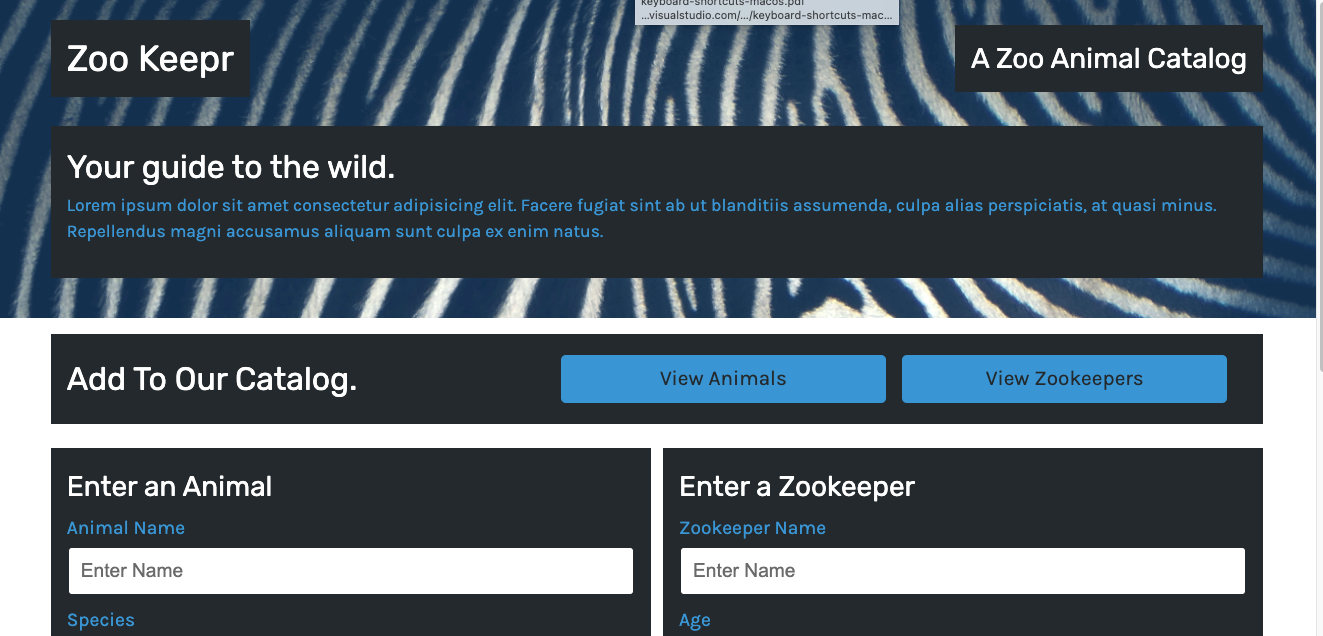 keyboard-shortcuts-macos.pdf
...visualstudio.com/.../keyboard-shortcuts-mac...
Zoo Keepr
A Zoo Animal Catalog
Your guide to the wild.
Lorem ipsum dolor sit amet consectetur adipisicing elit. Facere fugiat sint ab ut blanditiis assumenda, culpa alias perspiciatis, at quasi minus.
Repellendus magni accusamus aliquam sunt culpa ex enim natus.
Add To Our Catalog.
View Animals
View Zookeepers
Enter an Animal
Animal Name
Enter Name
Species
Enter a Zookeeper
Zookeeper Name
Enter Name
Age